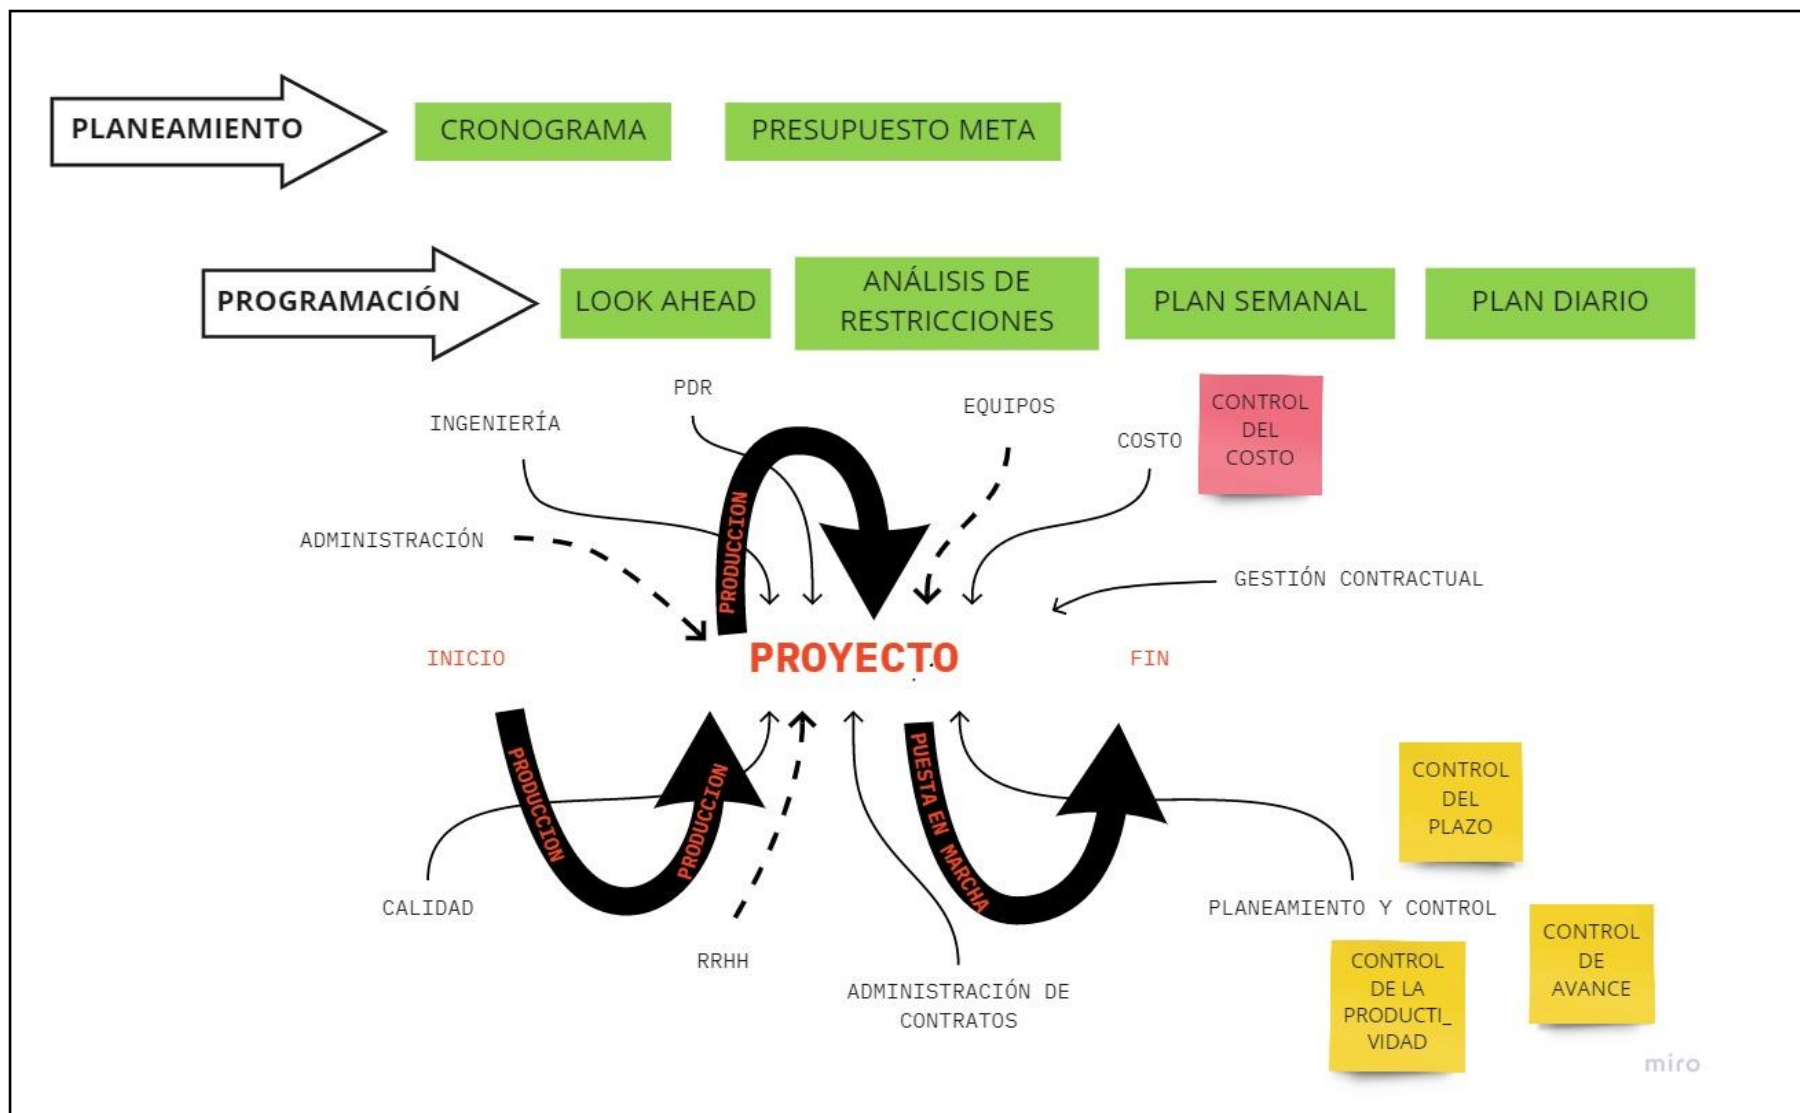 PLANEAMIENTO
CRONOGRAMA
PRESUPUESTO META
PROGRAMACIÓN
LOOK AHEAD
ANÁLISIS DE
RESTRICCIONES
PLAN SEMANAL
PLAN DIARIO
PDR
INGENIERÍA
EQUIPOS
COSTO
CONTROL
DEL
COSTO
ADMINISTRACIÓN
PRODUCCION
GESTIÓN CONTRACTUAL
INICIO
PROYECTO
FIN
PRODUCCION
PRODUCCION
PUESTA EN MARCHA
CONTROL
DEL
PLAZO
CALIDAD
RRHH
ADMINISTRACIÓN DE
CONTRATOS
PLANEAMIENTO Y CONTROL
CONTROL
DE LA
PRODUCTI_
VIDAD
CONTROL
DE
AVANCE
miro